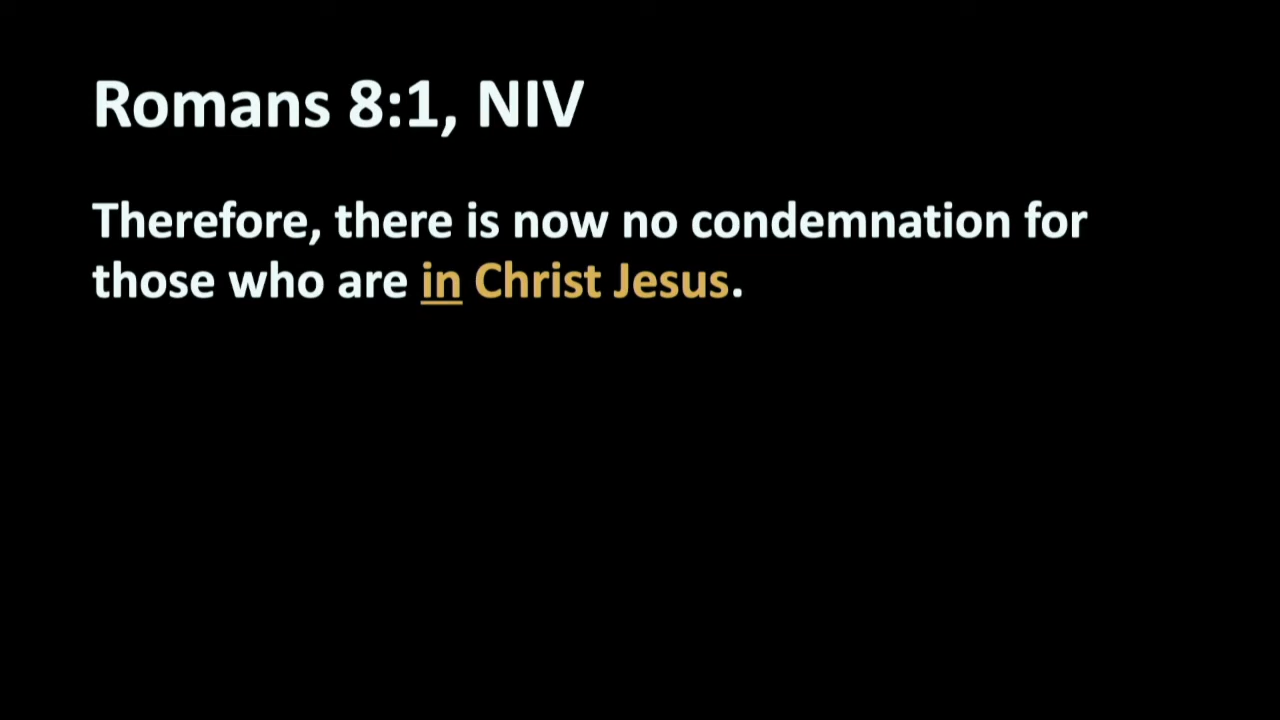 Romans 8:1, NIV
Therefore, there is now no condemnation for
those who are in Christ Jesus.